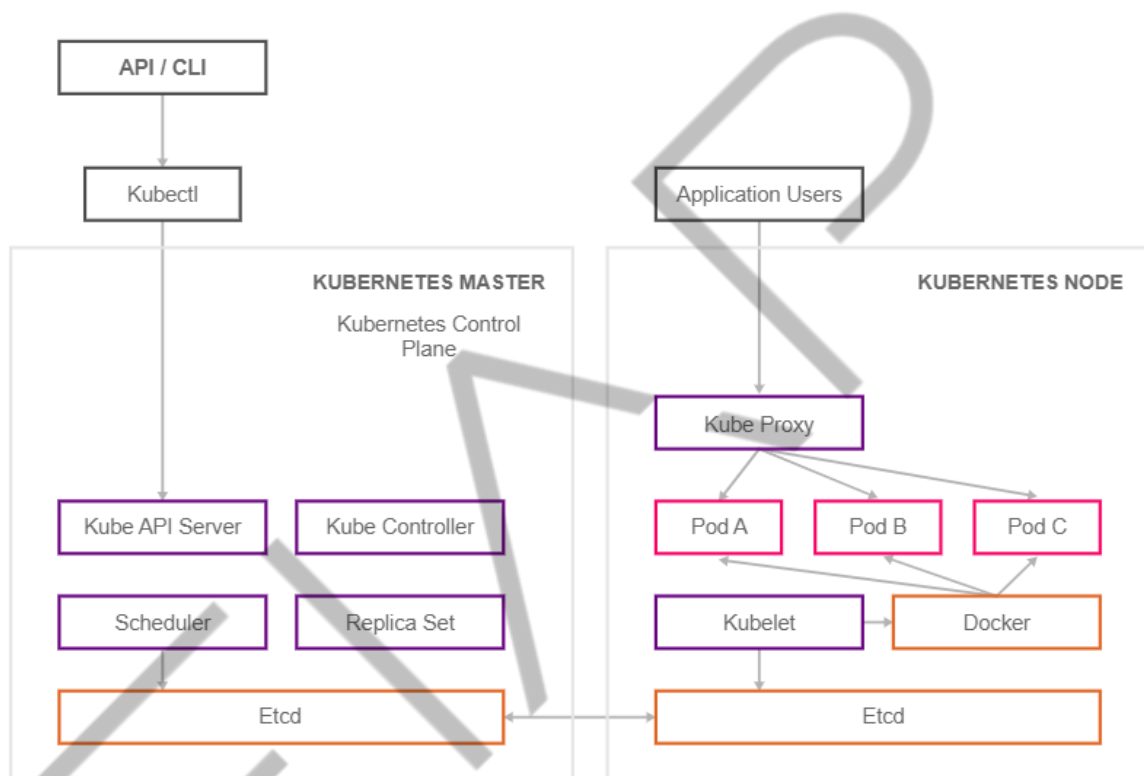 API / CLI
Kubectl
Application Users
KUBERNETES MASTER
KUBERNETES NODE
Kubernetes Control
Plane
Kube Proxy
Kube API Server
Kube Controller
Pod A
Pod B
Pod C
Scheduler
Replica Set
Kubelet
Docker
Etcd
Etcd